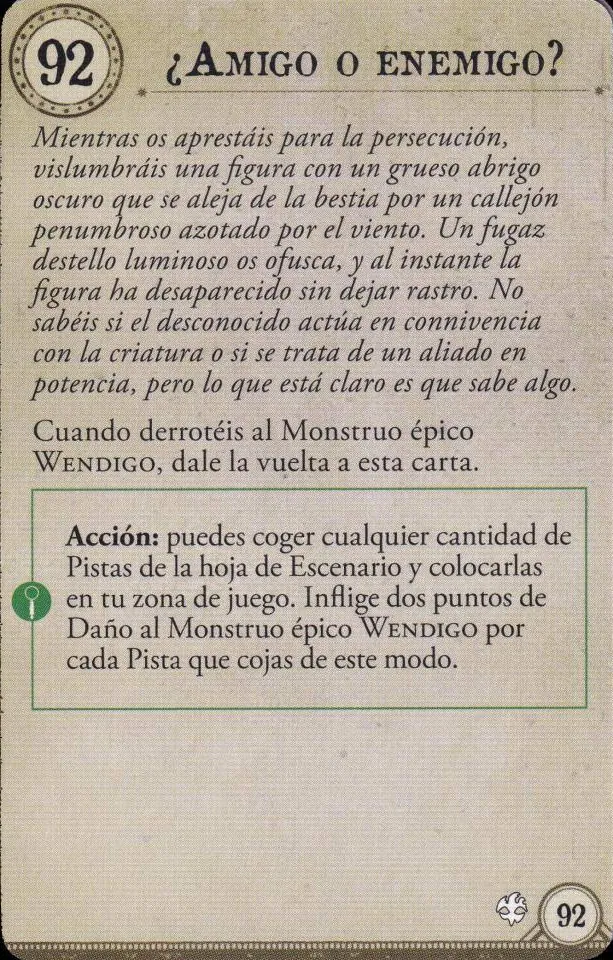 92
¿Amigo o enemigo?
Mientras os aprestáis para la persecución,
vislumbráis una figura con un grueso abrigo
oscuro que se aleja de la bestia por un callejón
penumbroso azotado por el viento. Un fugaz
destello luminoso os ofusca, y al instante la
figura ha desaparecido sin dejar rastro. No
sabéis si el desconocido actúa en connivencia
con la criatura o si se trata de un aliado en
potencia, pero lo que está claro es que sabe algo.
Cuando derrotéis al Monstruo épico
Wendigo, dale la vuelta a esta carta.
Acción: puedes coger cualquier cantidad de
Pistas de la hoja de Escenario y colocarlas
en tu zona de juego. Inflige dos puntos de
Daño al Monstruo épico Wendigo por
cada Pista que cojas de este modo.
92